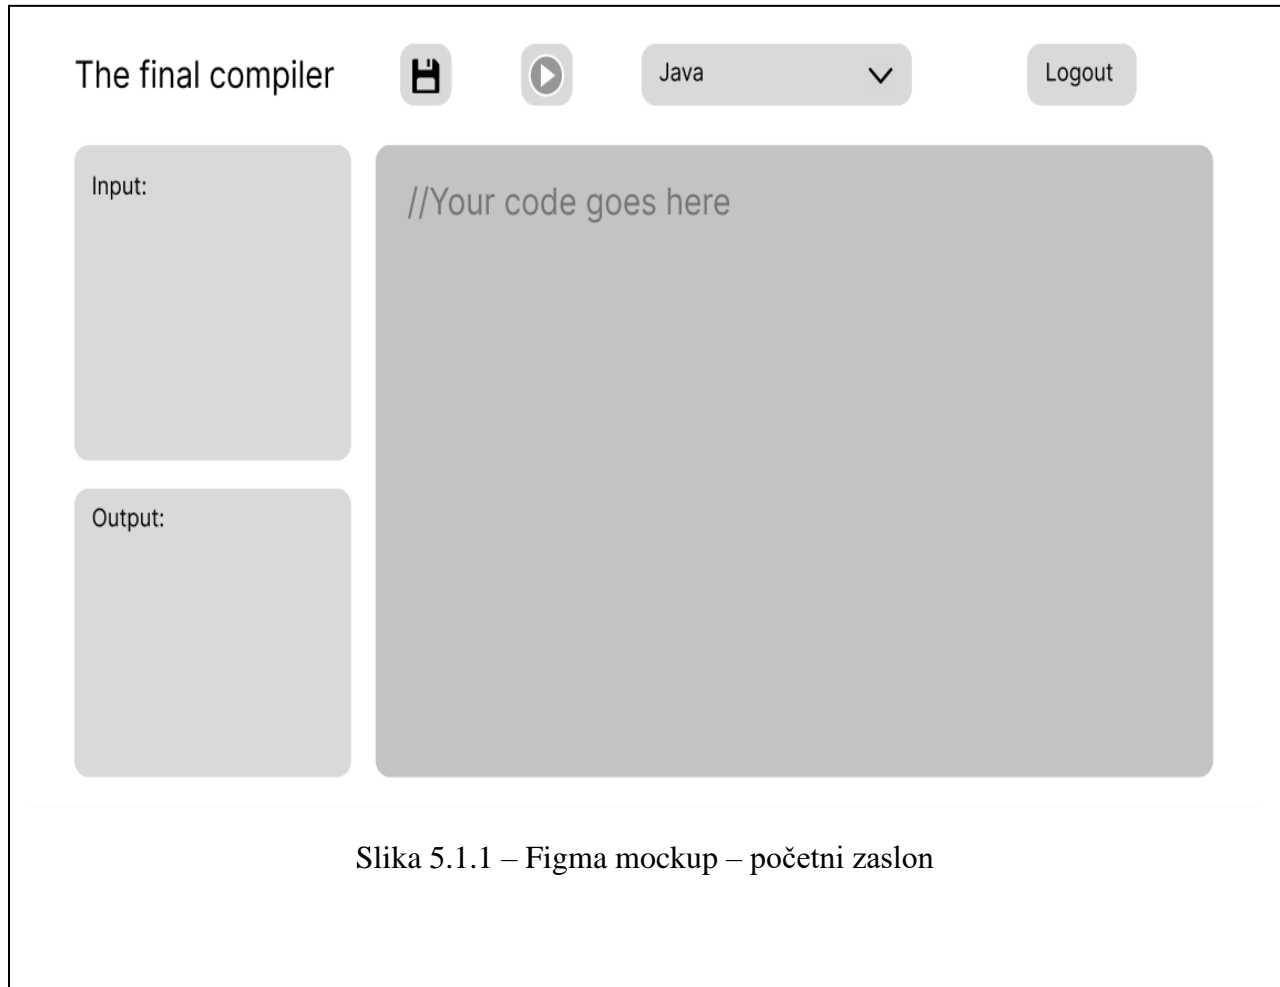 The final compiler
Java
Logout
Input:
//Your code goes here
Output:
Slika 5.1.1 – Figma mockup – početni zaslon